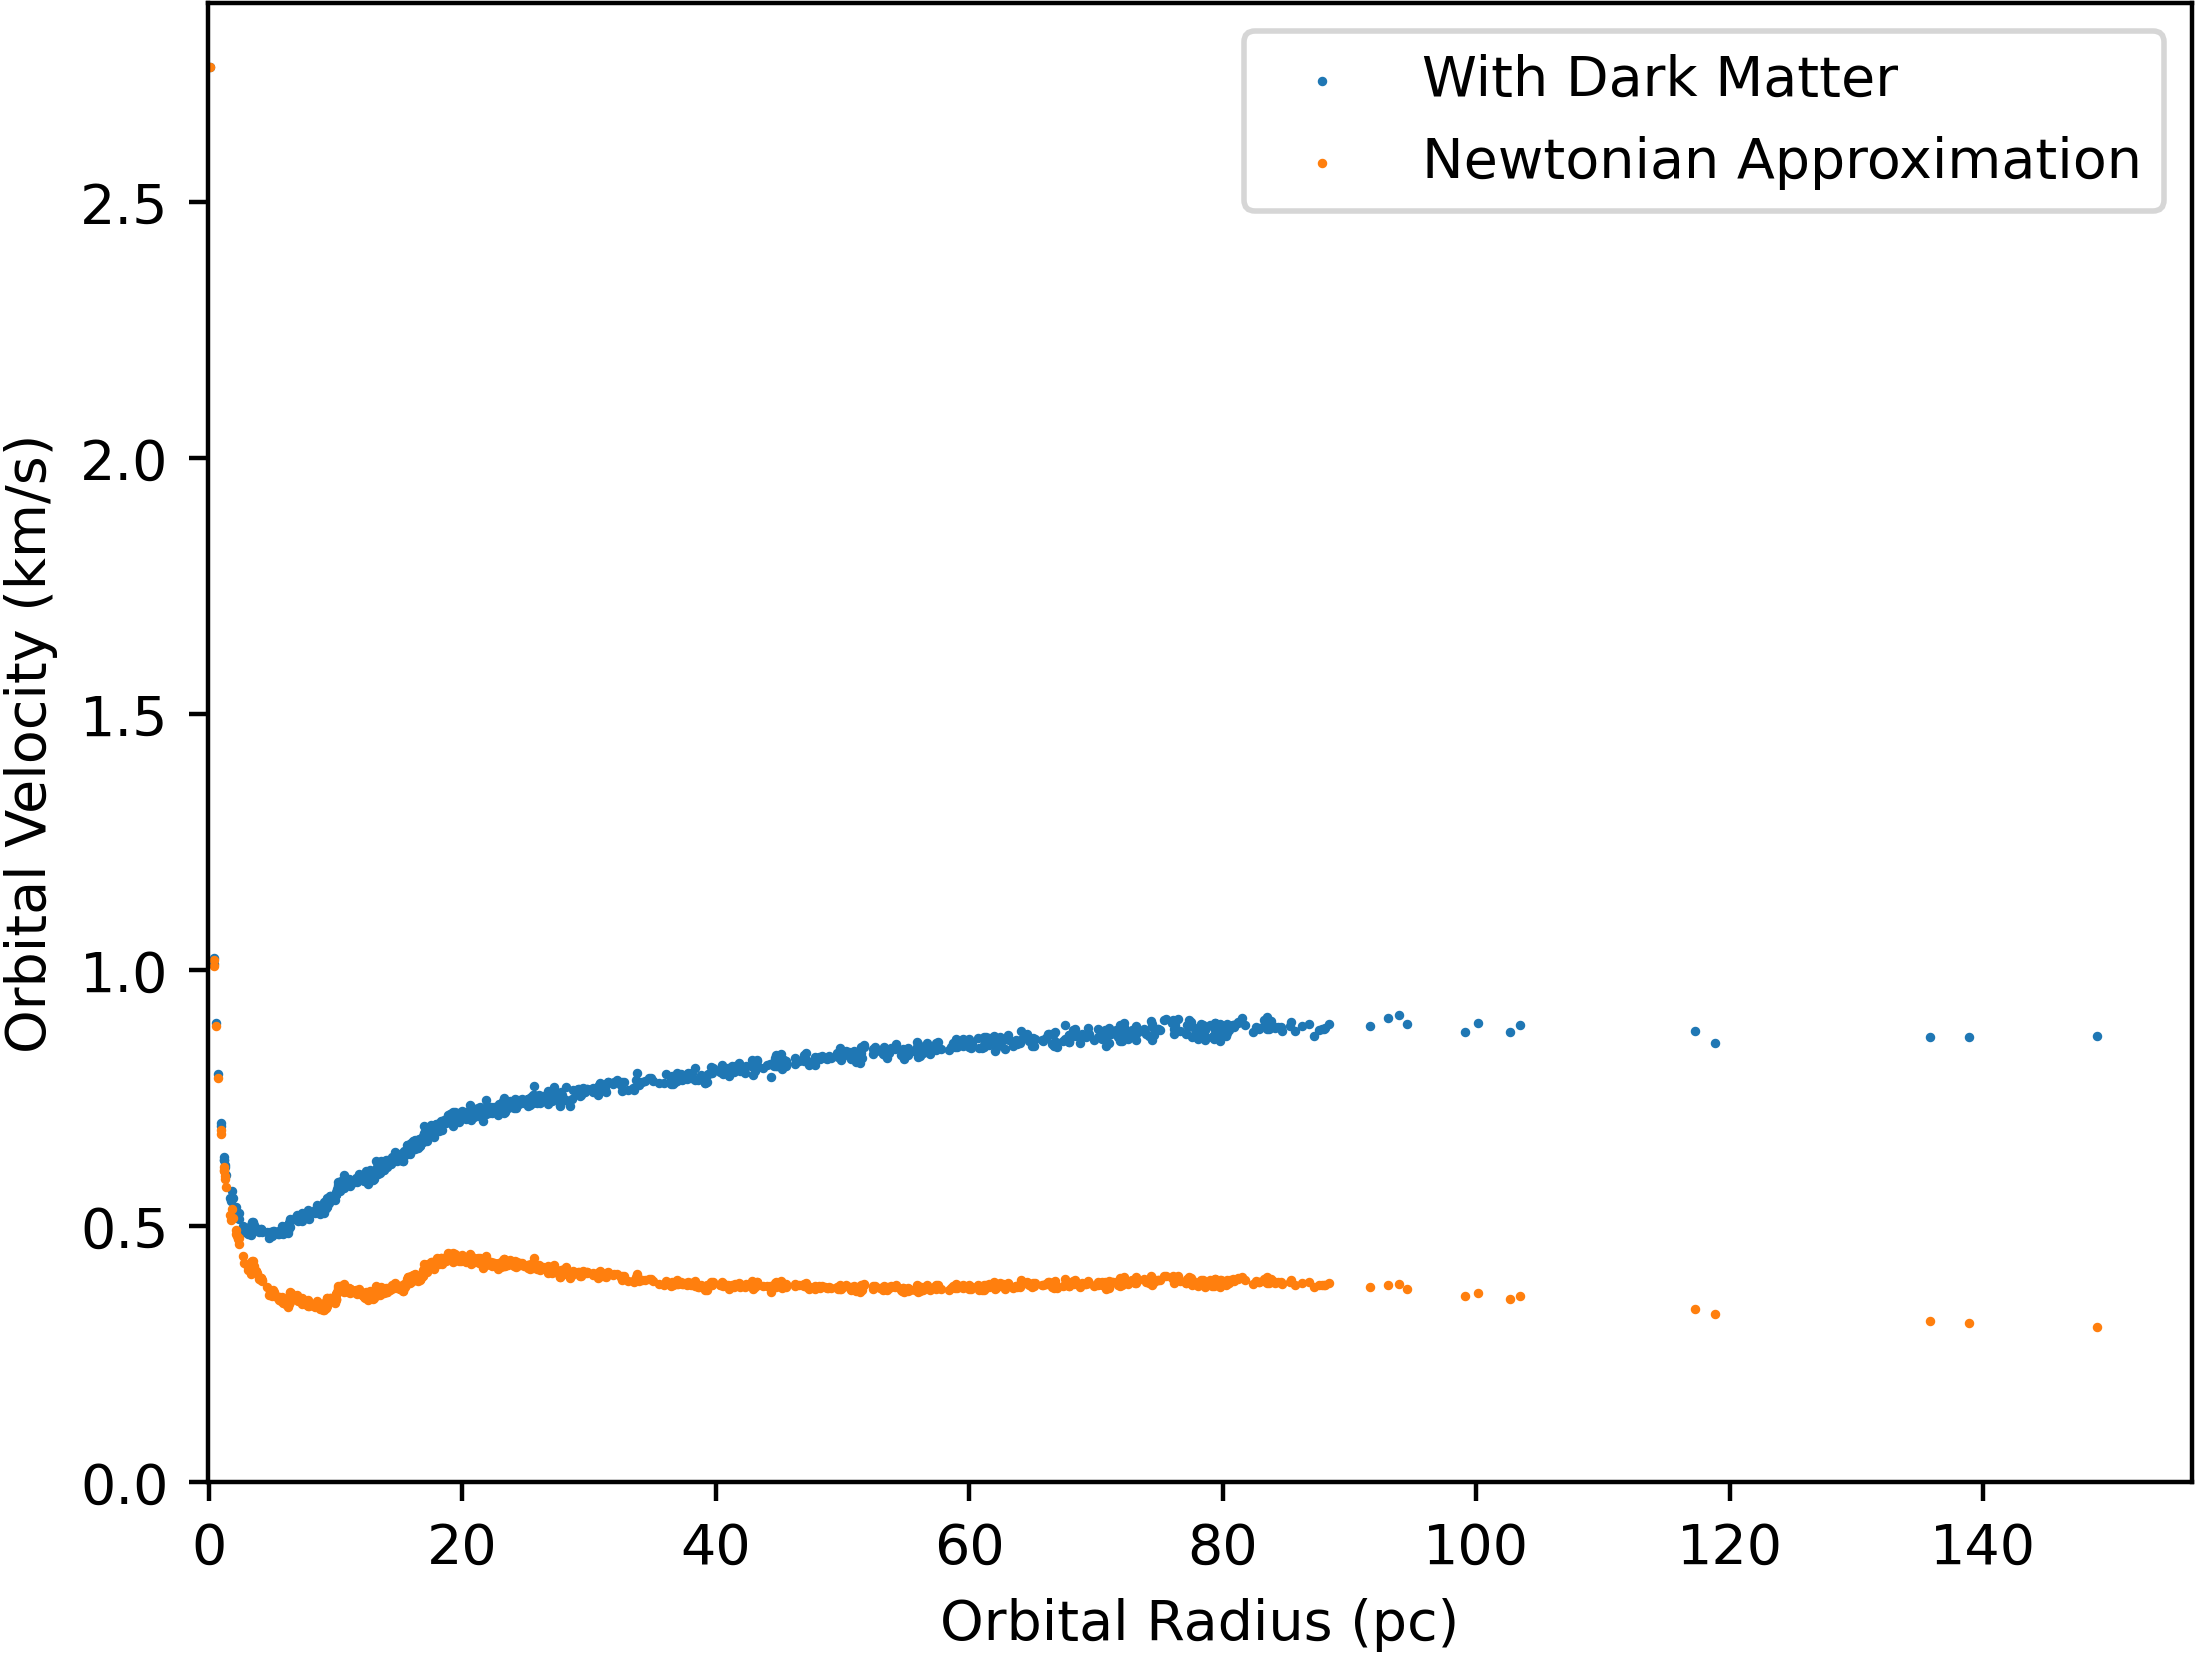 With Dark Matter
Newtonian Approximation
2.5
2.0
1.5
1.0
0.5
0.0
Orbital Velocity (km/s)
0 20 40 60 80 100 120 140
Orbital Radius (pc)